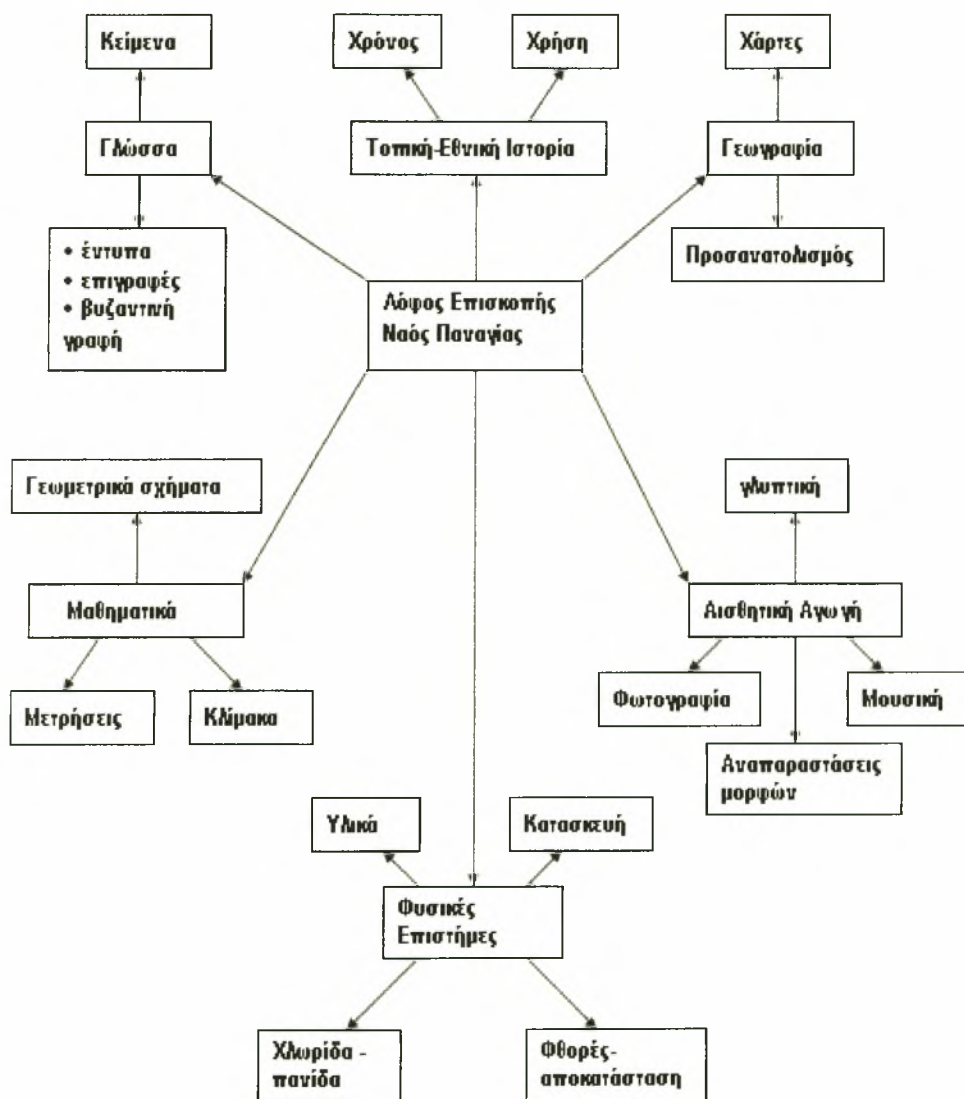 Κείμενα
Χρόνος
Χρήση
Χάρτες
Γλώσσα
Τοπική-Εθνική Ιστορία
Γεωγραφία
• έντυπα
• επιγραφές
• βυζαντινή
γραφή
Προσανατολισμός
Λόφος Επισκοπής
Ναός Παναγίας
Γεωμετρικά σχήματα
γλυπτική
Μαθηματικά
Αισθητική Αγωγή
Μετρήσεις
Κλίμακα
Φωτογραφία
Μουσική
Αναπαραστάσεις
μορφών
Υλικά
Κατασκευή
Φυσικές
Επιστήμες
Χλωρίδα -
πανίδα
Φθορές-
αποκατάσταση